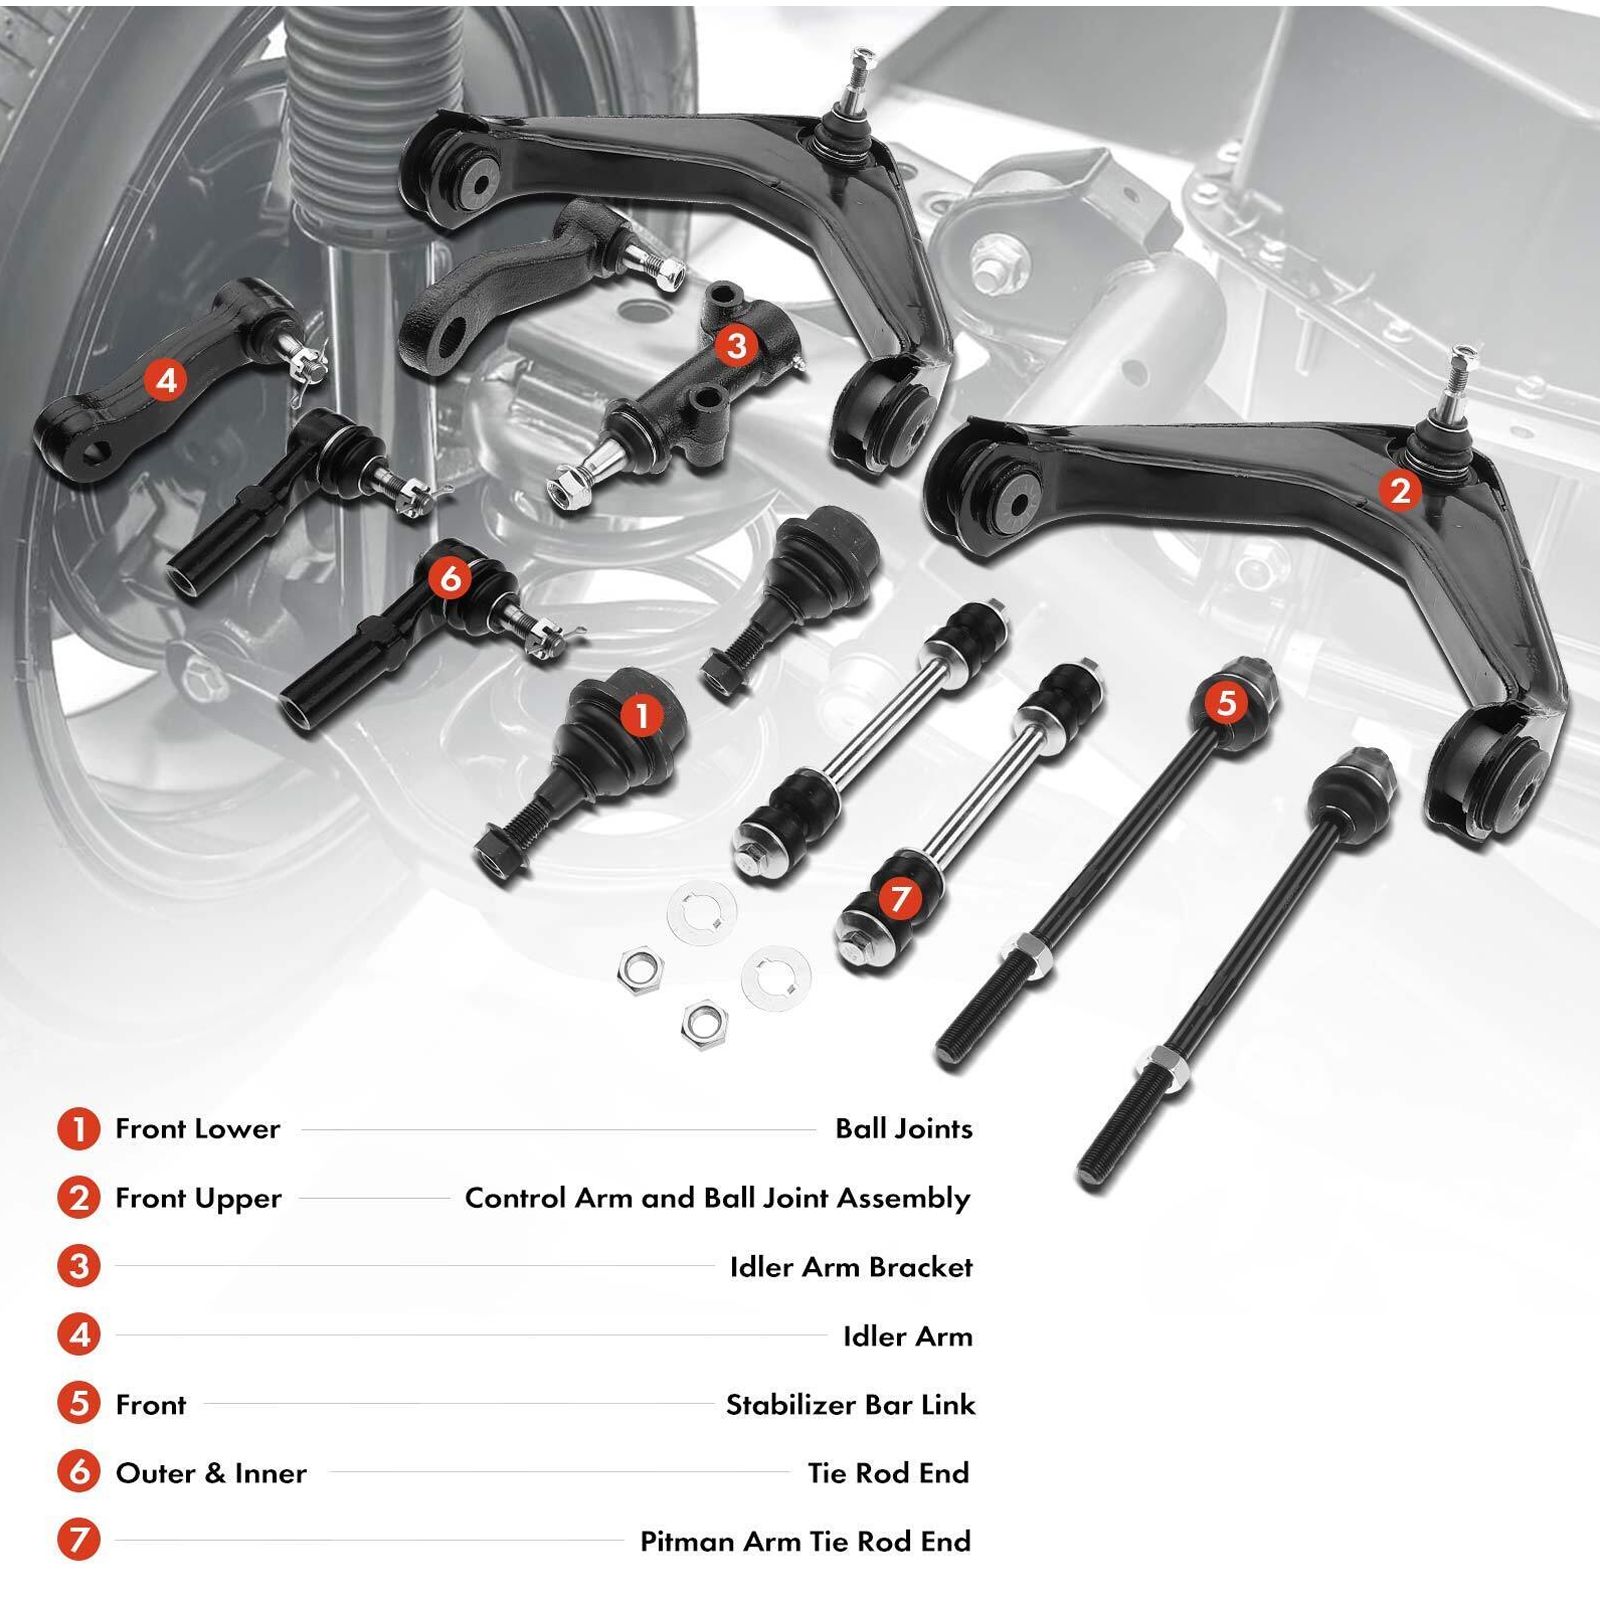 3
4
2
6
1
5
7
1 Front Lower Ball Joints
2 Front Upper Control Arm and Ball Joint Assembly
3 Idler Arm Bracket
4 Idler Arm
5 Front Stabilizer Bar Link
6 Outer & Inner Tie Rod End
7 Pitman Arm Tie Rod End